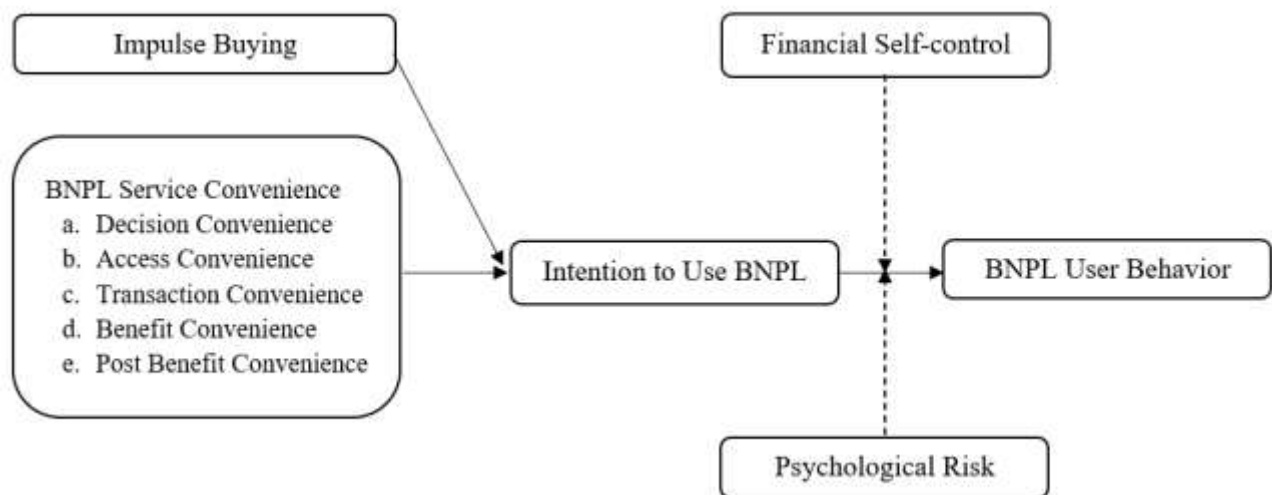 Impulse Buying
Financial Self-control
BNPL Service Convenience
a. Decision Convenience
b. Access Convenience
c. Transaction Convenience
d. Benefit Convenience
e. Post Benefit Convenience
Intention to Use BNPL
BNPL User Behavior
Psychological Risk